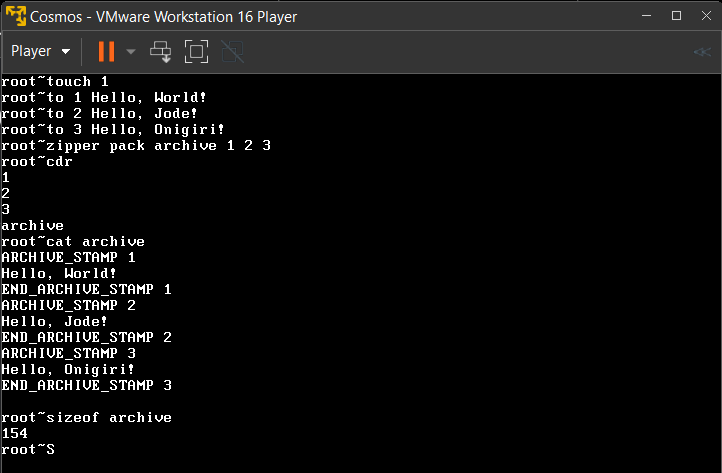 Cosmos - VMware Workstation 16 Player
Player
root~touch 1
root~to 1 Hello, World!
root~to 2 Hello, Jode!
root~to 3 Hello, Onigiri!
root~zipper pack archive 1 2 3
root~cdr
1
2
3
archive
root~cat archive
ARCHIVE_STAMP 1
Hello, World!
END_ARCHIVE_STAMP 1
ARCHIVE_STAMP 2
Hello, Jode!
END_ARCHIVE_STAMP 2
ARCHIVE_STAMP 3
Hello, Onigiri!
END_ARCHIVE_STAMP 3
root~sizeof archive
154
root~S